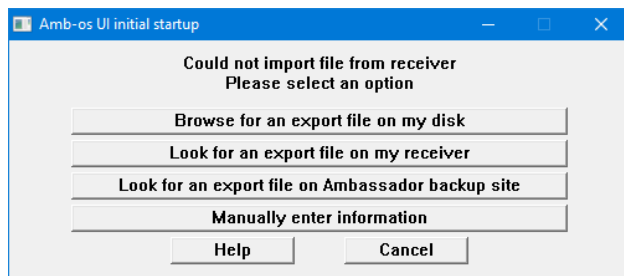 Amb-os UI initial startup
Could not import file from receiver
Please select an option
Browse for an export file on my disk
Look for an export file on my receiver
Look for an export file on Ambassador backup site
Manually enter information
Help Cancel